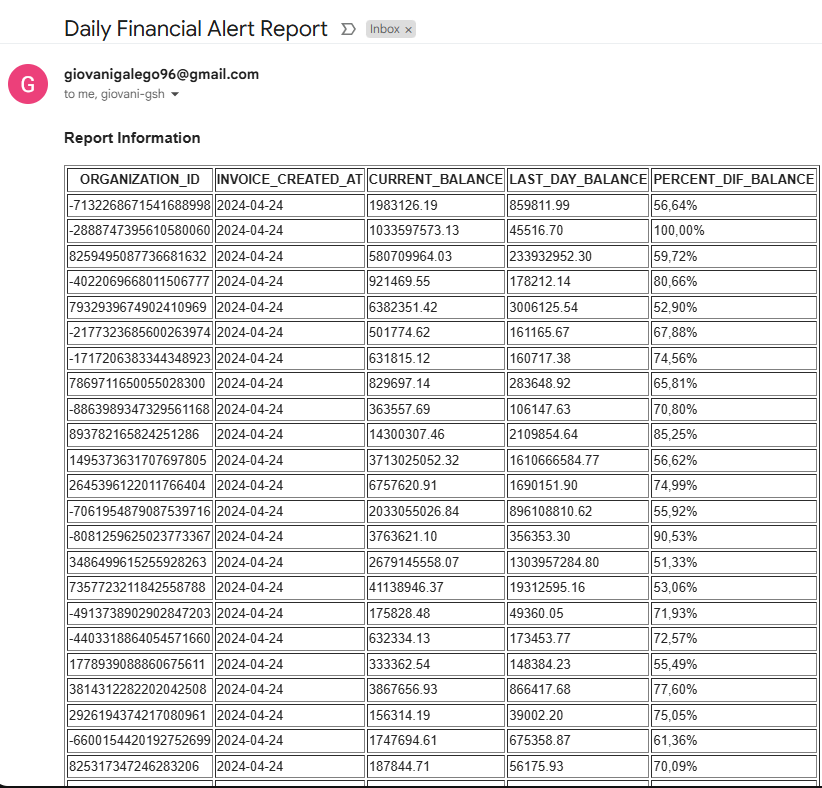 Daily Financial Alert Report Inbox ×
G giovanigalego96@gmail.com
to me, giovani-gsh
Report Information
ORGANIZATION_ID INVOICE_CREATED_AT CURRENT_BALANCE LAST_DAY_BALANCE PERCENT_DIF_BALANCE
-7132268671541688998 2024-04-24 1983126.19 859811.99 56,64%
-2888747395610580060 2024-04-24 1033597573.13 45516.70 100,00%
8259495087736681632 2024-04-24 580709964.03 233932952.30 59,72%
-4022069668011506777 2024-04-24 921469.55 178212.14 80,66%
7932939674902410969 2024-04-24 6382351.42 3006125.54 52,90%
-2177323685600263974 2024-04-24 501774.62 161165.67 67,88%
-1717206383344348923 2024-04-24 631815.12 160717.38 74,56%
7869711650055028300 2024-04-24 829697.14 283648.92 65,81%
-8863989347329561168 2024-04-24 363557.69 106147.63 70,80%
893782165824251286 2024-04-24 14300307.46 2109854.64 85,25%
1495373631707697805 2024-04-24 3713025052.32 1610666584.77 56,62%
2645396122011766404 2024-04-24 6757620.91 1690151.90 74,99%
-7061954879087539716 2024-04-24 2033055026.84 896108810.62 55,92%
-8081259625023773367 2024-04-24 3763621.10 356353.30 90,53%
3486499615255928263 2024-04-24 2679145558.07 1303957284.80 51,33%
7357723211842558788 2024-04-24 41138946.37 19312595.16 53,06%
-4913738902902847203 2024-04-24 175828.48 49360.05 71,93%
-4403318864054571660 2024-04-24 632334.13 173453.77 72,57%
1778939088860675611 2024-04-24 333362.54 148384.23 55,49%
3814312282202042508 2024-04-24 3867656.93 866417.68 77,60%
2926194374217080961 2024-04-24 156314.19 39002.20 75,05%
-6600154420192752699 2024-04-24 1747694.61 675358.87 61,36%
825317347246283206 2024-04-24 187844.71 56175.93 70,09%